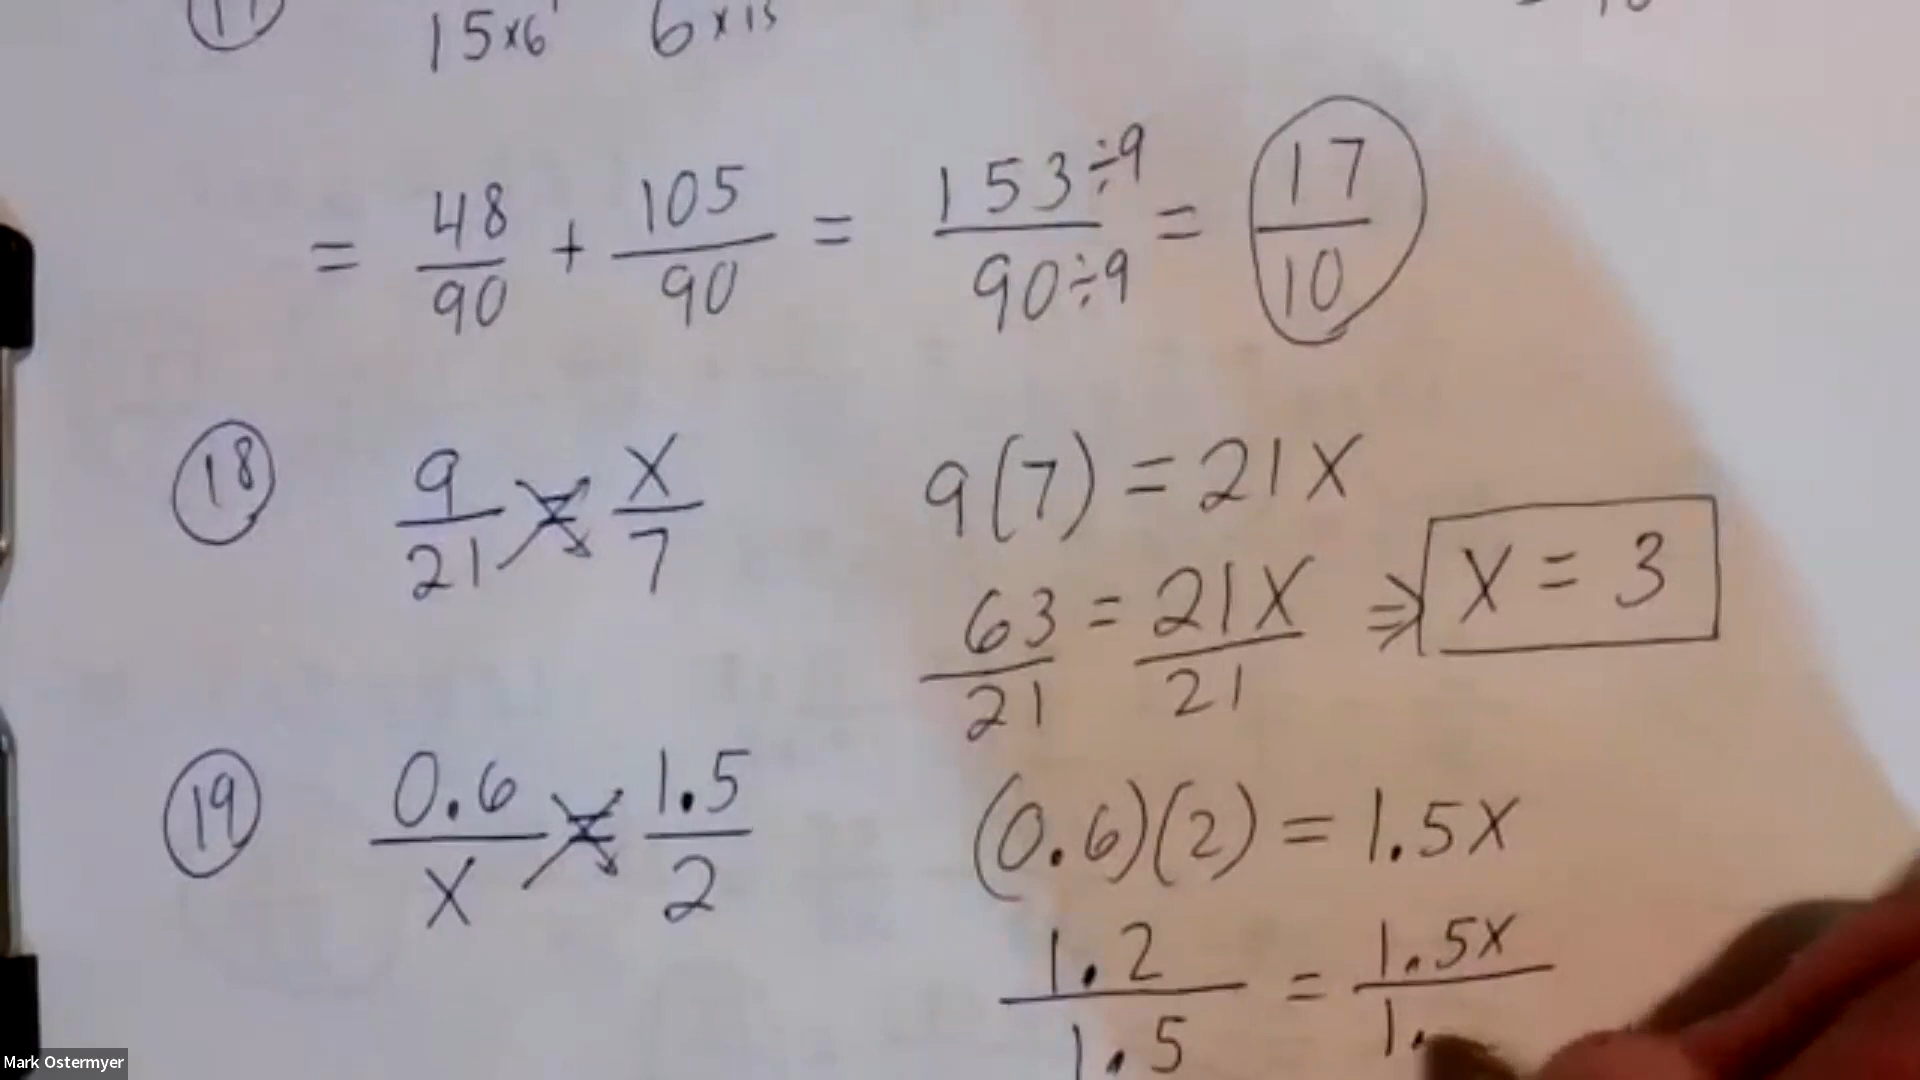 17
15×6 6×15
= 48/90 + 105/90 = 153÷9/90÷9 = 17/10
18 9/21 = x/7 9(7) = 21x
63/21 = 21x/21 ⇒ x = 3
19 0.6/x = 1.5/2 (0.6)(2) = 1.5x
1.2/1.5 = 1.5x/1.
Mark Ostermyer